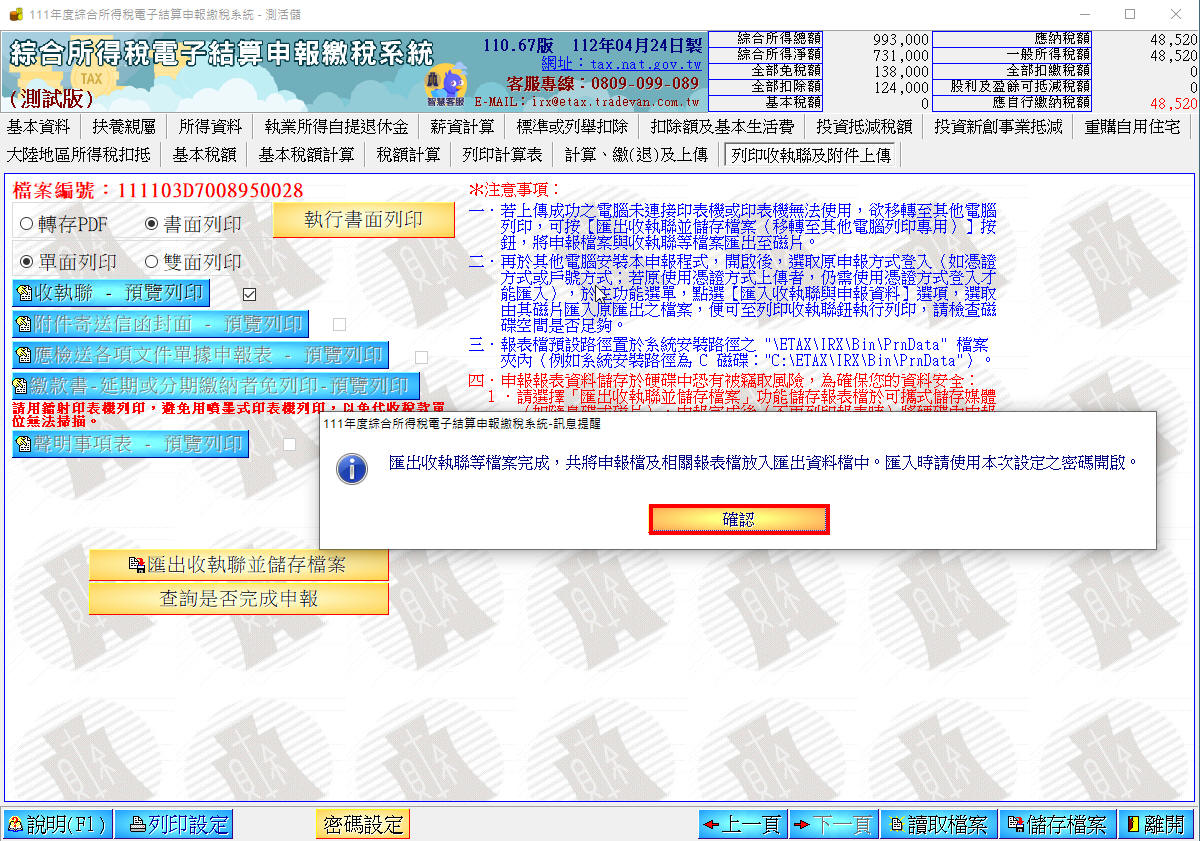 111年度綜合所得稅電子結算申報繳稅系統 - 測活儲
綜合所得稅電子結算申報繳稅系統
TAX
(測試版)
110.67版 112年04月24日製
網址：tax.nat.gov.tw
客服專線：0809-099-089
E-MAIL：irx@etax.tradevan.com.tw
智慧客服
綜合所得總額 993,000 應納稅額 48,520
綜合所得淨額 731,000 一般所得稅額 48,520
全部免稅額 138,000 全部扣繳稅額 0
全部扣除額 124,000 股利及盈餘可抵減稅額 0
基本稅額 0 應自行繳納稅額 48,520
基本資料 扶養親屬 所得資料 執業所得自提退休金 薪資計算 標準或列舉扣除 扣除額及基本生活費 投資抵減稅額 投資新創事業抵減 重購自用住宅
大陸地區所得稅扣抵 基本稅額 基本稅額計算 稅額計算 列印計算表 計算、繳(退)及上傳 列印收執聯及附件上傳
檔案編號：111103D7008950028
轉存PDF 書面列印 執行書面列印
單面列印 雙面列印
收執聯 - 預覽列印
附件寄送信函封面 - 預覽列印
應檢送各項文件單據申報表 - 預覽列印
繳款書-延期或分期繳納者免列印-預覽列印
請用鐳射印表機列印，避免用噴墨式印表機列印，以免代收稅款單
位無法掃描。
聲明事項表 - 預覽列印
匯出收執聯並儲存檔案
查詢是否完成申報
＊注意事項：
一．若上傳成功之電腦未連接印表機或印表機無法使用，欲移轉至其他電腦
列印，可按［匯出收執聯並儲存檔案（移轉至其他電腦列印專用）］按
鈕，將申報檔案與收執聯等檔案匯出至磁片。
二．再於其他電腦安裝本申報程式，開啟後，選取原申報方式登入（如憑證
方式或戶號方式；若原使用憑證方式上傳者，仍需使用憑證方式登入才
能匯入），於主功能選單，點選［匯入收執聯與申報資料］選項，選取
由其磁片匯入原匯出之檔案，便可至列印收執聯鈕執行列印，請檢查磁
碟空間是否足夠。
三．報表檔預設路徑置於系統安裝路徑之 "\ETAX\IRX\Bin\PrnData" 檔案
夾內（例如系統安裝路徑為 C 磁碟："C:\ETAX\IRX\Bin\PrnData"）。
四．申報報表資料儲存於硬碟中恐有被竊取風險，為確保您的資料安全：
１．請選擇「匯出收執聯並儲存檔案」功能儲存報表檔於可攜式儲存媒體
111年度綜合所得稅電子結算申報繳稅系統-訊息提醒
匯出收執聯等檔案完成，共將申報檔及相關報表檔放入匯出資料檔中。匯入時請使用本次設定之密碼開啟。
確認
說明(F1) 列印設定 密碼設定 上一頁 下一頁 讀取檔案 儲存檔案 離開